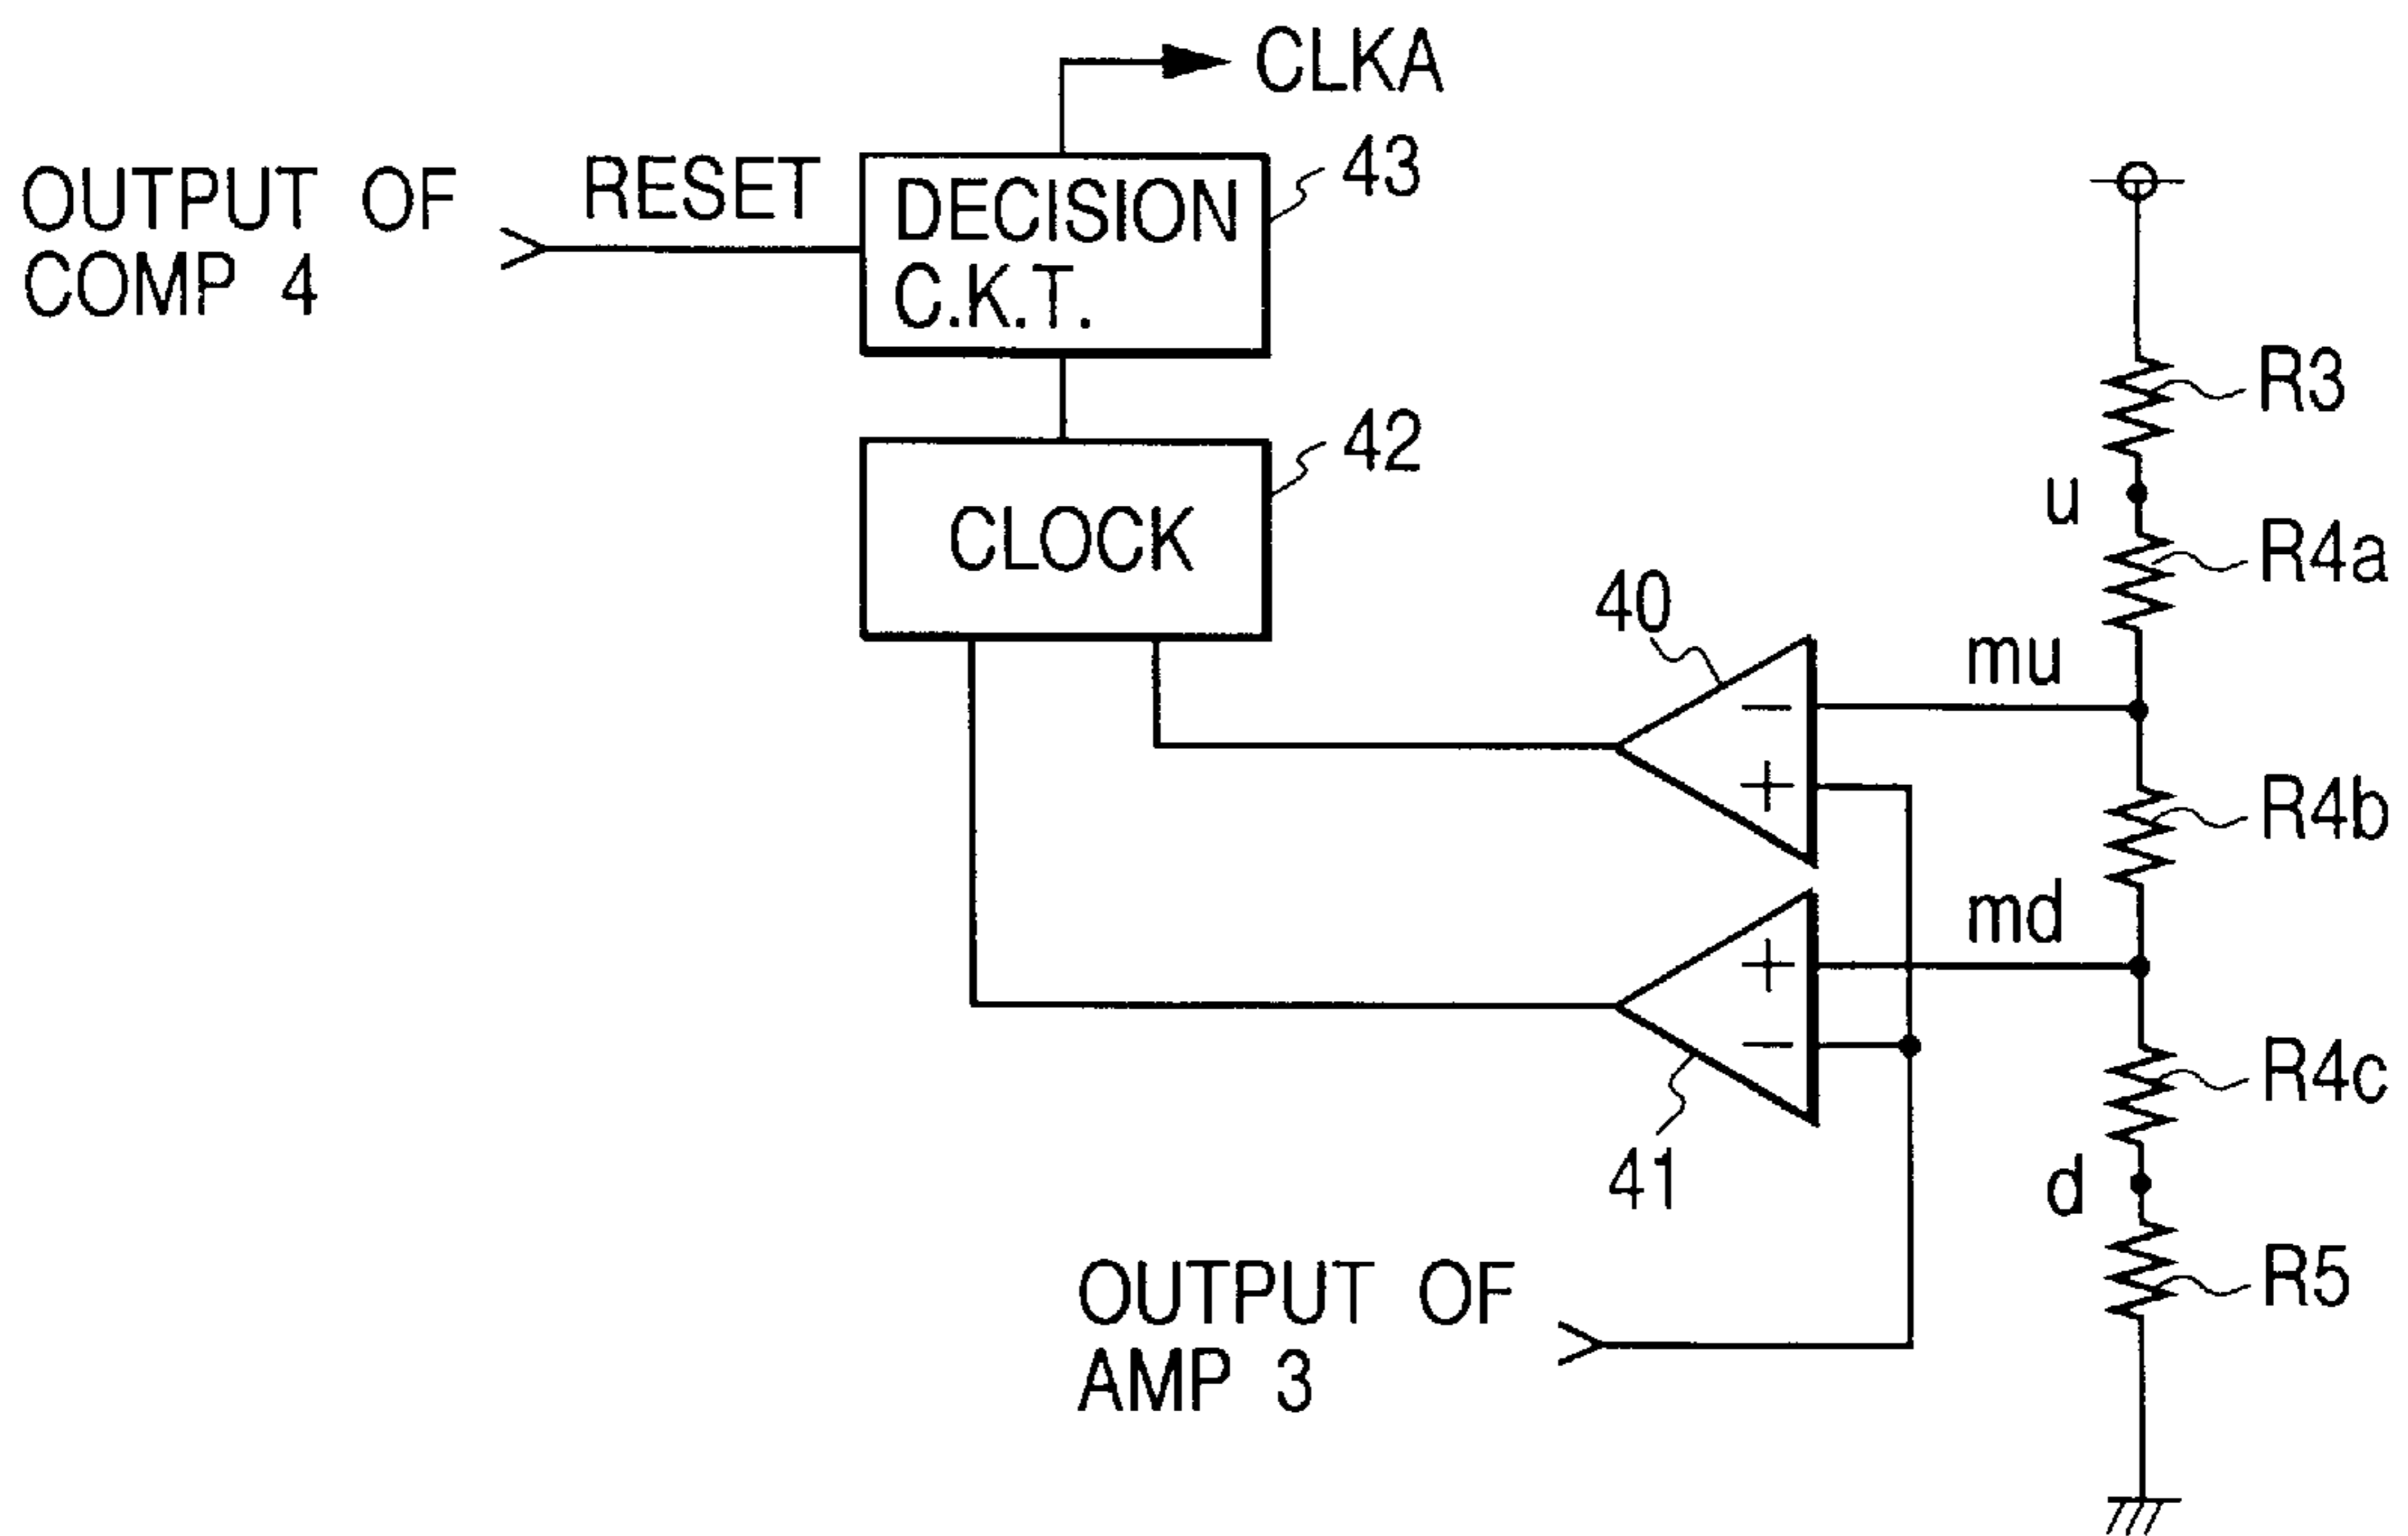 CLKA
OUTPUT OF
COMP 4
RESET
DECISION
C.K.T.
43
CLOCK
42
R3
u
R4a
40
mu
−
+
R4b
md
+
−
R4c
41
d
R5
OUTPUT OF
AMP 3